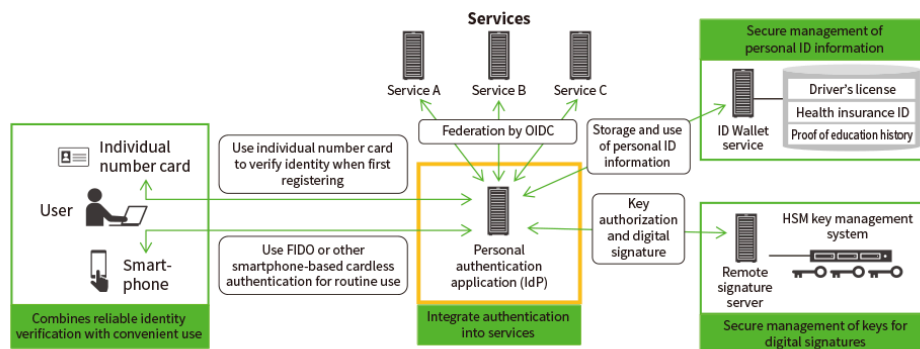 Services
Service A
Service B
Service C
Federation by OIDC
Secure management of
personal ID information
ID Wallet
service
Driver's license
Health insurance ID
Proof of education history
Storage and use
of personal ID
information
Individual
number card
User
Smart-
phone
Combines reliable identity
verification with convenient use
Use individual number card
to verify identity when first
registering
Use FIDO or other
smartphone-based cardless
authentication for routine use
Personal
authentication
application (IdP)
Integrate authentication
into services
Key
authorization
and digital
signature
HSM key management
system
Remote
signature
server
Secure management of keys for
digital signatures